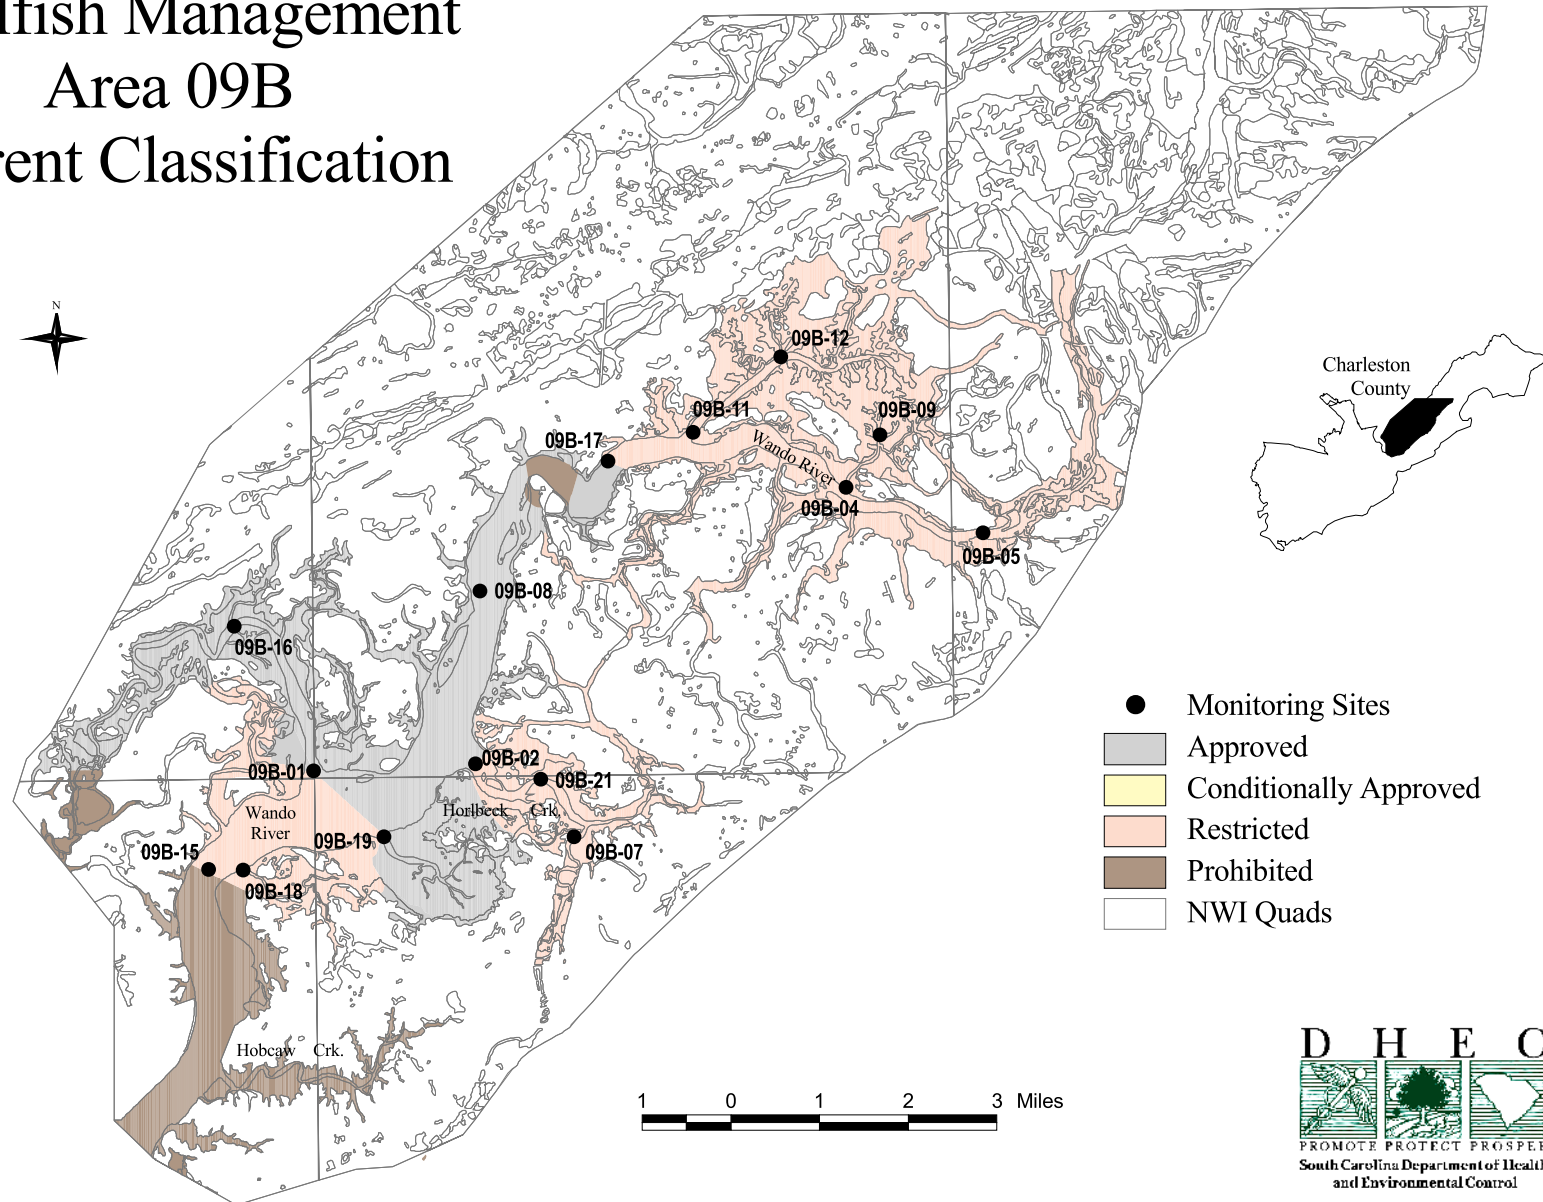 lfish Management
Area 09B
rent Classification
N
Charleston
County
09B-12
09B-11
09B-09
09B-17
Wando River
09B-04
09B-05
09B-08
09B-16
09B-02
09B-01
09B-21
Horlbeck Crk.
Wando
River
09B-19
09B-15
09B-07
09B-18
Hobcaw Crk.
Monitoring Sites
Approved
Conditionally Approved
Restricted
Prohibited
NWI Quads
1 0 1 2 3 Miles
D H E C
PROMOTE PROTECT PROSPER
South Carolina Department of Health
and Environmental Control